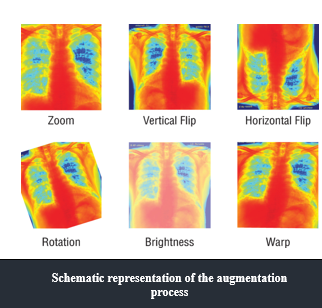 Zoom
Vertical Flip
Horizontal Flip
Rotation
Brightness
Warp
Schematic representation of the augmentation
process